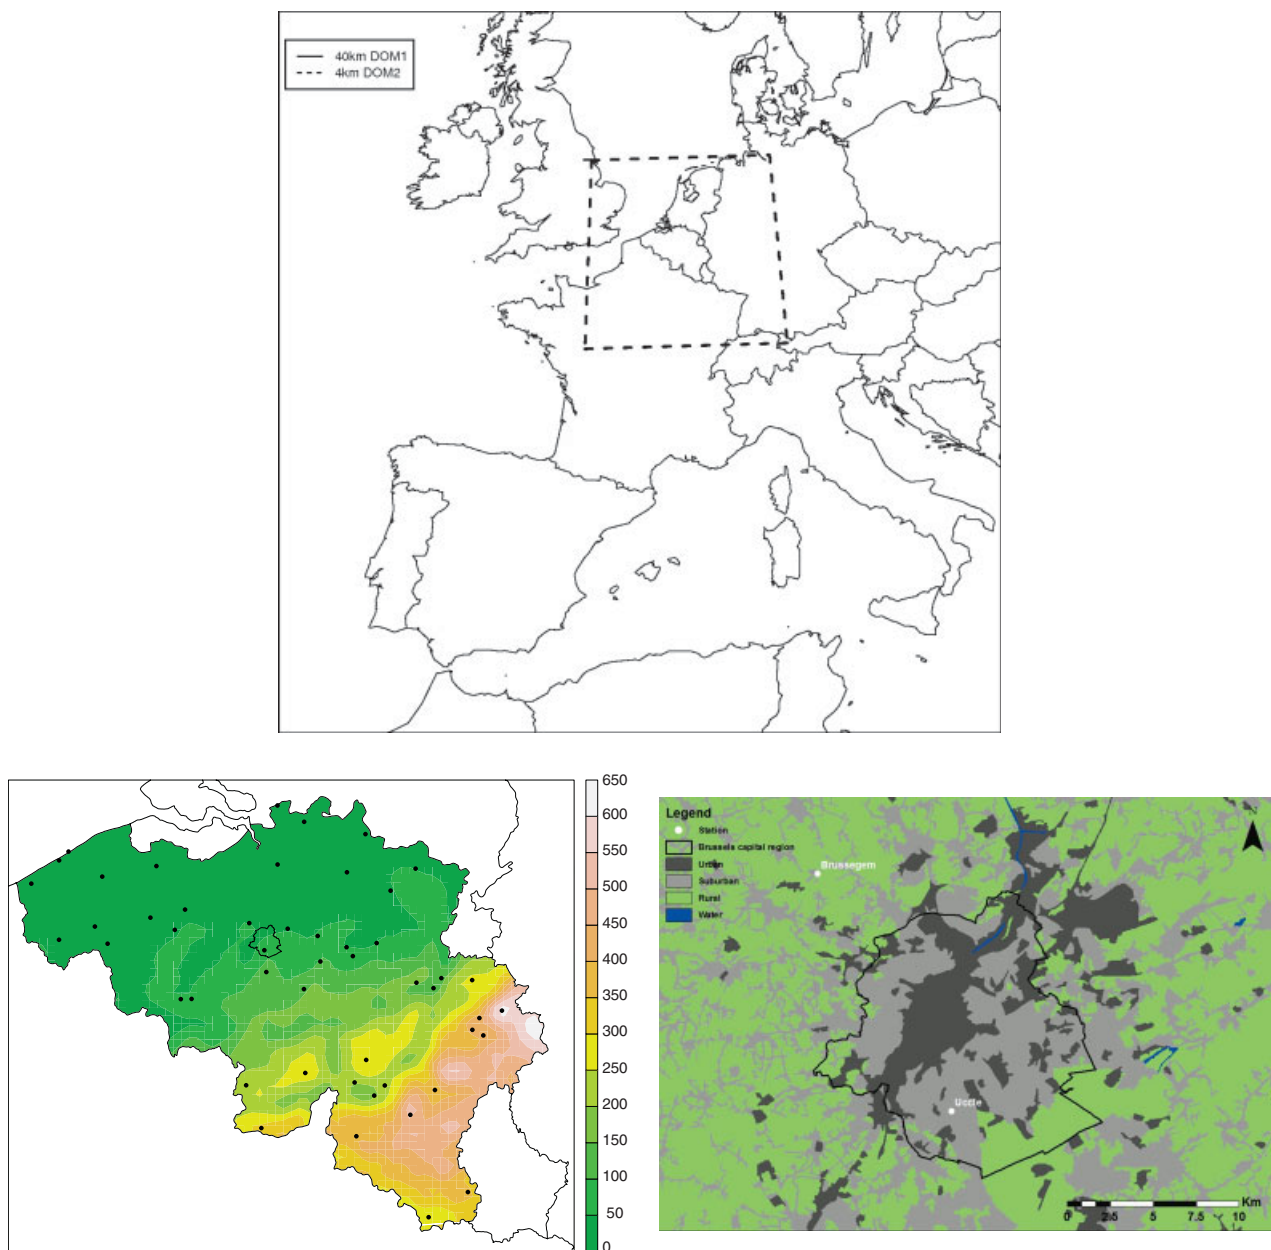 40km DOM1
4km DOM2
650
600
550
500
450
400
350
300
250
200
150
100
50
0
Legend
Station
Brussels capital region
Urban
Suburban
Rural
Water
Brussegem
Uccle
Km
0 2.5 5 7.5 10